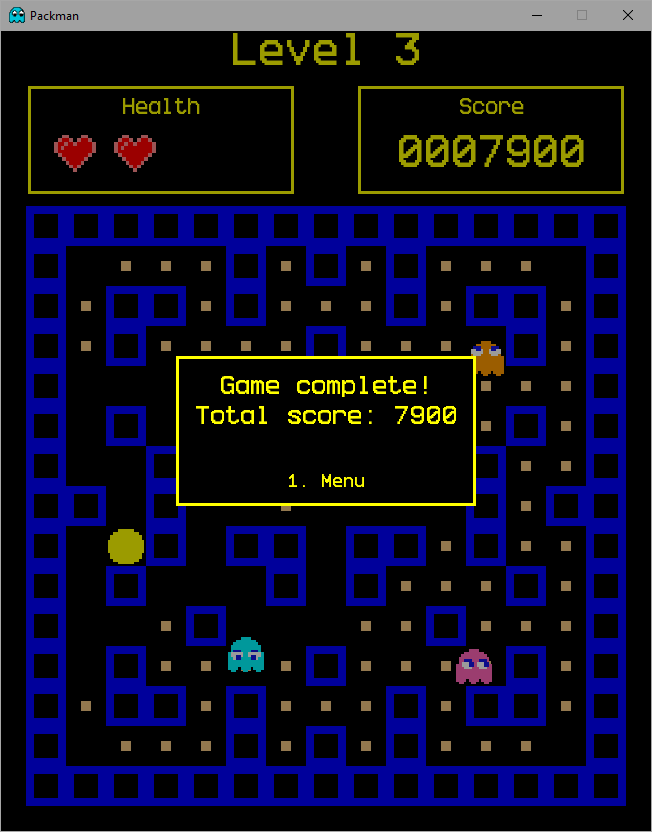 Packman
Level 3
Health
Score
0007900
Game complete!
Total score: 7900
1. Menu